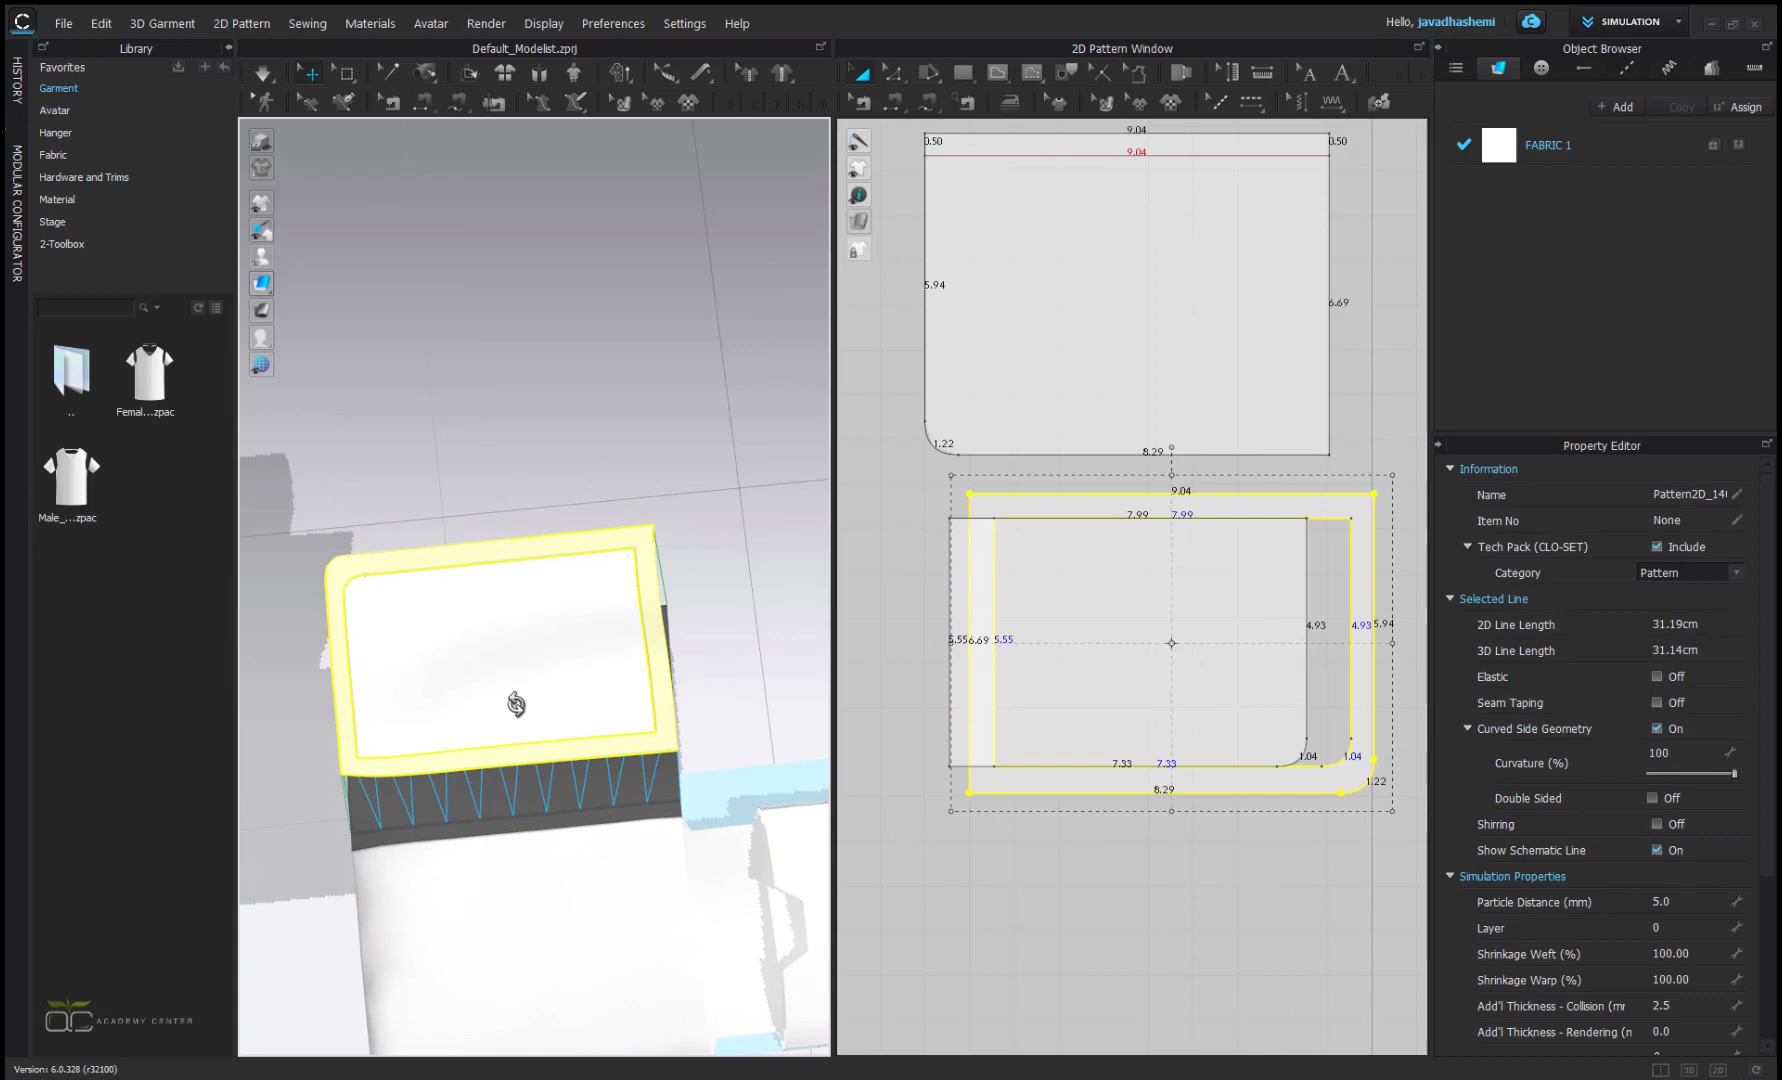 File
Edit
3D Garment
2D Pattern
Sewing
Materials
Avatar
Render
Display
Preferences
Settings
Help
Hello, javadhashemi
SIMULATION
HISTORY
MODULAR CONFIGURATOR
Library
Default_Modelist.zprj
2D Pattern Window
Object Browser
Favorites
Garment
Avatar
Hanger
Fabric
Hardware and Trims
Material
Stage
2-Toolbox
..
Femal...zpac
Male_...zpac
ACADEMY CENTER
Version: 6.0.328 (r32100)
9.04
0.50
0.50
9.04
5.94
6.69
1.22
8.29
9.04
7.99
7.99
5.55
6.69
5.55
4.93
4.93
5.94
7.33
7.33
1.04
1.04
1.22
8.29
Add
Copy
Assign
FABRIC 1
Property Editor
Information
Name Pattern2D_14
Item No None
Tech Pack (CLO-SET) Include
Category Pattern
Selected Line
2D Line Length 31.19cm
3D Line Length 31.14cm
Elastic Off
Seam Taping Off
Curved Side Geometry On
Curvature (%) 100
Double Sided Off
Shirring Off
Show Schematic Line On
Simulation Properties
Particle Distance (mm) 5.0
Layer 0
Shrinkage Weft (%) 100.00
Shrinkage Warp (%) 100.00
Add'l Thickness - Collision (mr 2.5
Add'l Thickness - Rendering (n 0.0
3D
2D